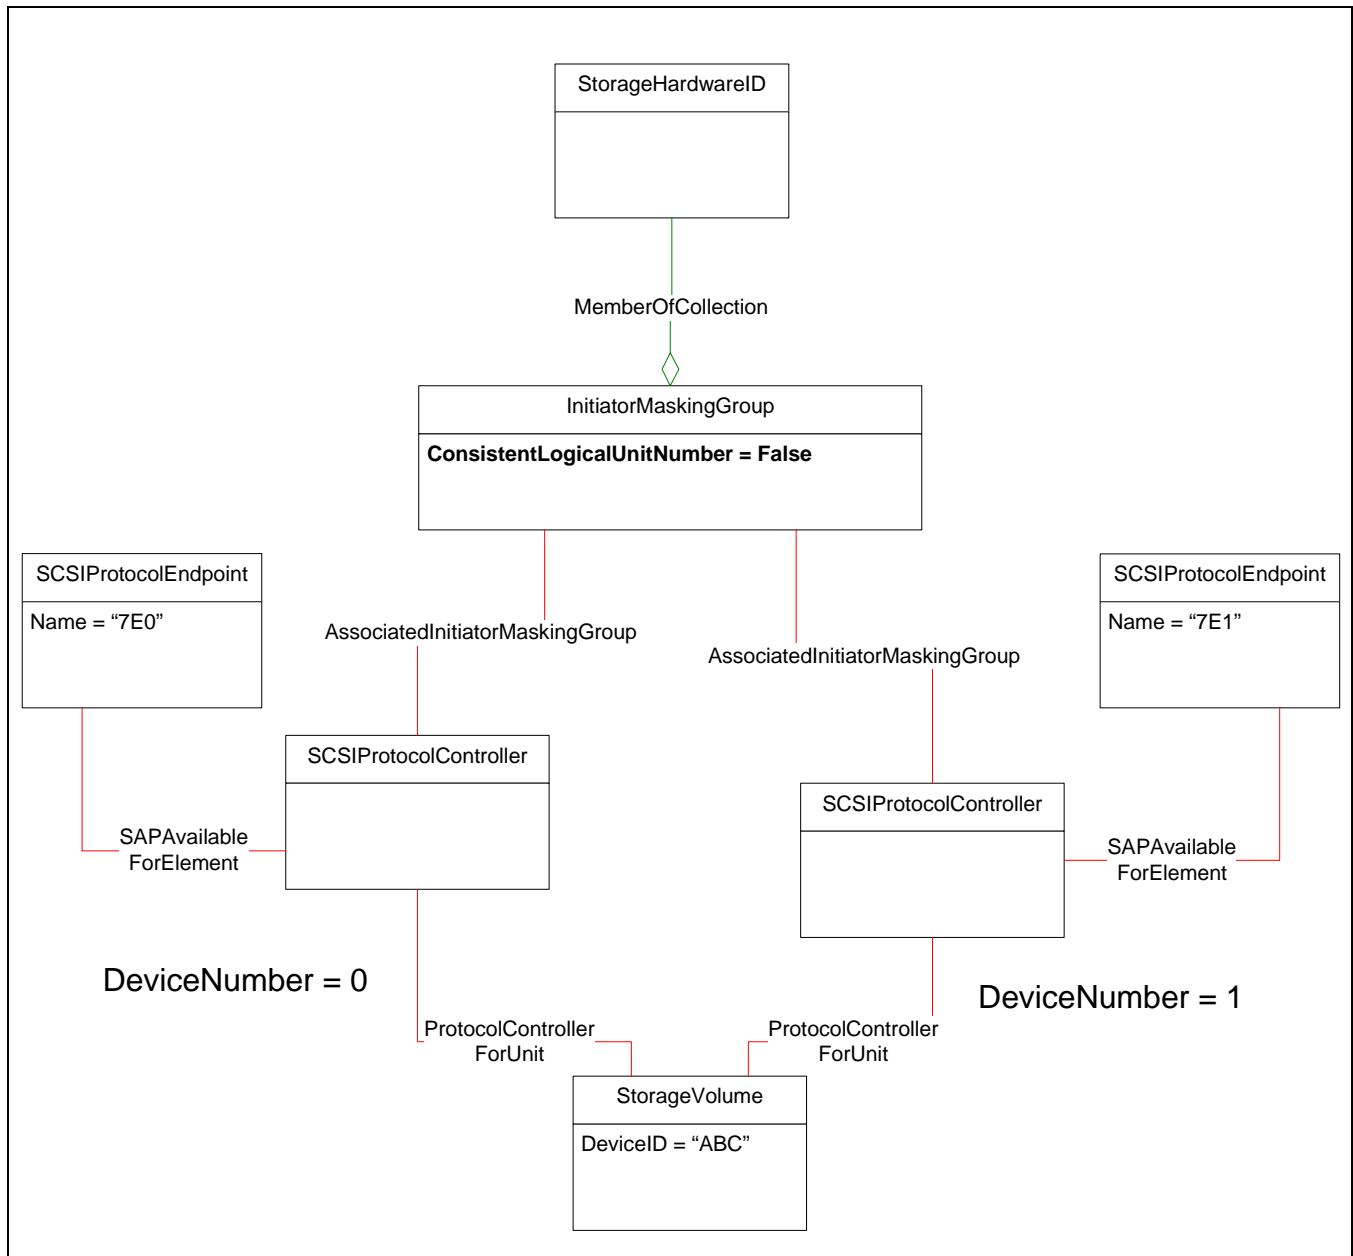 StorageHardwareID
MemberOfCollection
InitiatorMaskingGroup
ConsistentLogicalUnitNumber = False
SCSIProtocolEndpoint
Name = “7E0”
SCSIProtocolEndpoint
Name = “7E1”
AssociatedInitiatorMaskingGroup
AssociatedInitiatorMaskingGroup
SCSIProtocolController
SCSIProtocolController
SAPAvailable
ForElement
SAPAvailable
ForElement
DeviceNumber = 0
DeviceNumber = 1
ProtocolController
ForUnit
ProtocolController
ForUnit
StorageVolume
DeviceID = “ABC”